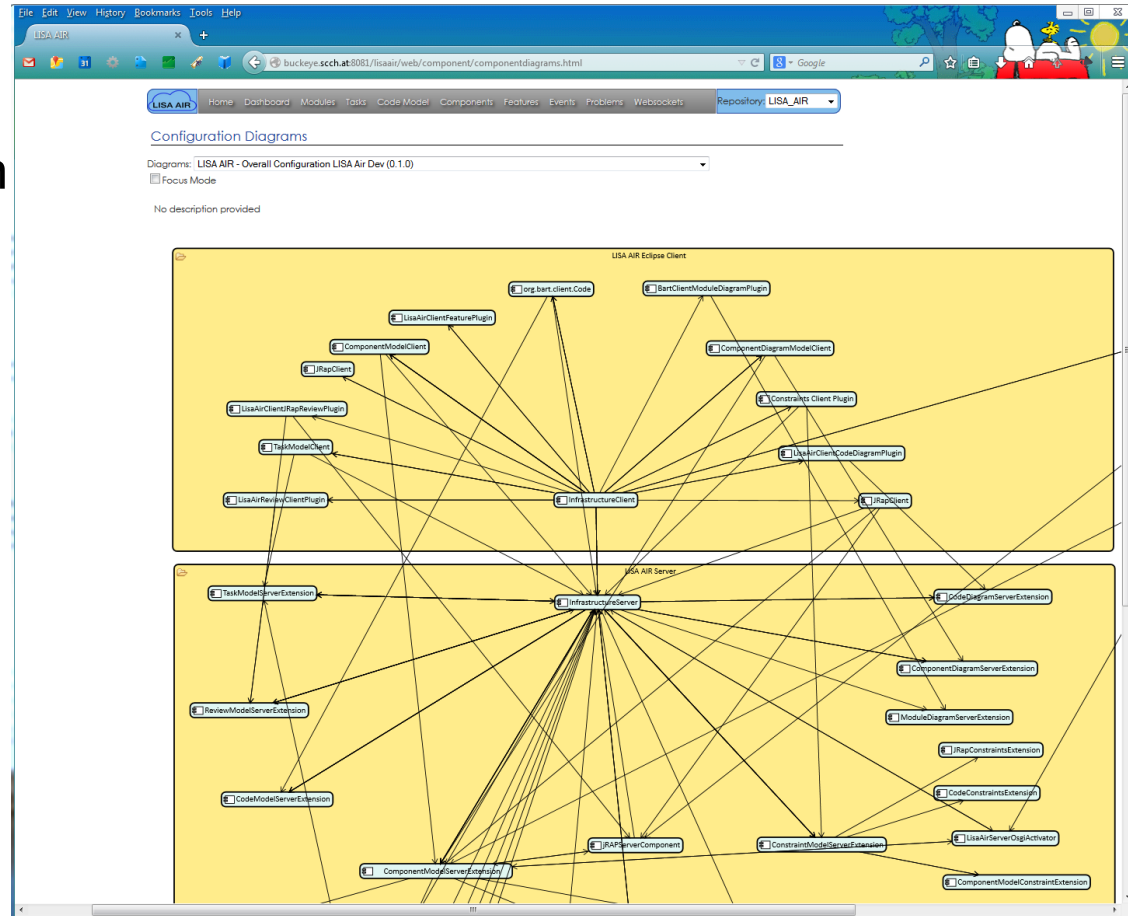 File Edit View History Bookmarks Tools Help
LISA AIR
buckeye.scch.at:8081/lisaair/web/component/componentdiagrams.html
Google
n
LISA AIR Home Dashboard Modules Tasks Code Model Components Features Events Problems Websockets Repository: LISA_AIR
Configuration Diagrams
Diagrams: LISA AIR - Overall Configuration LISA Air Dev (0.1.0)
Focus Mode
No description provided
LISA AIR Eclipse Client
org.bart.client.Code
BartClientModuleDiagramPlugin
LisaAirClientFeaturePlugin
ComponentModelClient
ComponentDiagramModelClient
JRapClient
Constraints Client Plugin
LisaAirClientJRapReviewPlugin
TaskModelClient
LisaAirClientCodeDiagramPlugin
LisaAirReviewClientPlugin
InfrastructureClient
JRapClient
LISA AIR Server
TaskModelServerExtension
InfrastructureServer
CodeDiagramServerExtension
ComponentDiagramServerExtension
ReviewModelServerExtension
ModuleDiagramServerExtension
JRapConstraintsExtension
CodeModelServerExtension
CodeConstraintsExtension
LisaAirServerOsgiActivator
jRAPServerComponent
ConstraintModelServerExtension
ComponentModelServerExtension
ComponentModelConstraintExtension